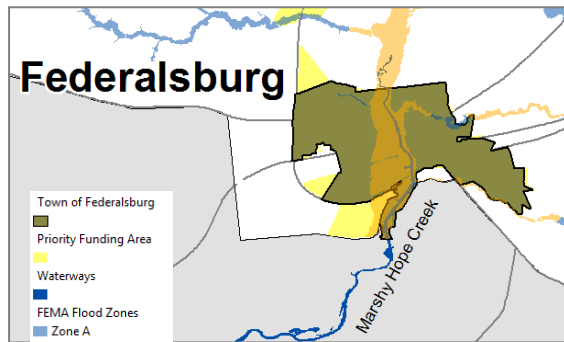 Federalsburg
Town of Federalsburg
Priority Funding Area
Waterways
FEMA Flood Zones
Zone A
Marshy Hope Creek